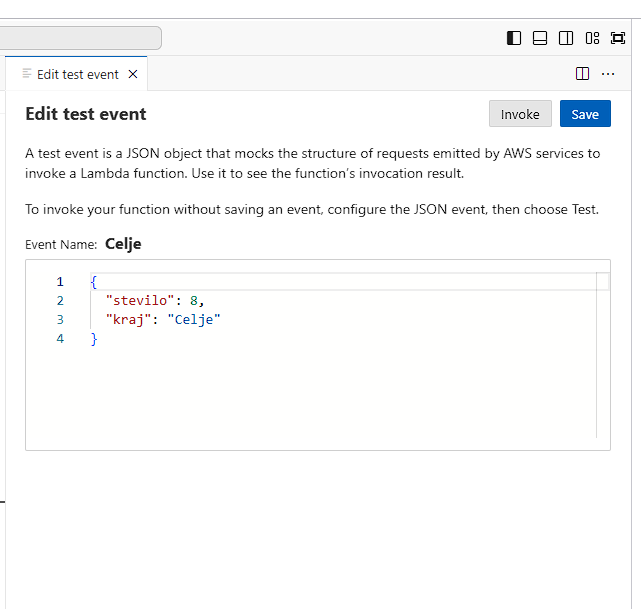 Edit test event
Edit test event
Invoke
Save
A test event is a JSON object that mocks the structure of requests emitted by AWS services to
invoke a Lambda function. Use it to see the function's invocation result.
To invoke your function without saving an event, configure the JSON event, then choose Test.
Event Name: Celje
1 {
2 "stevilo": 8,
3 "kraj": "Celje"
4 }